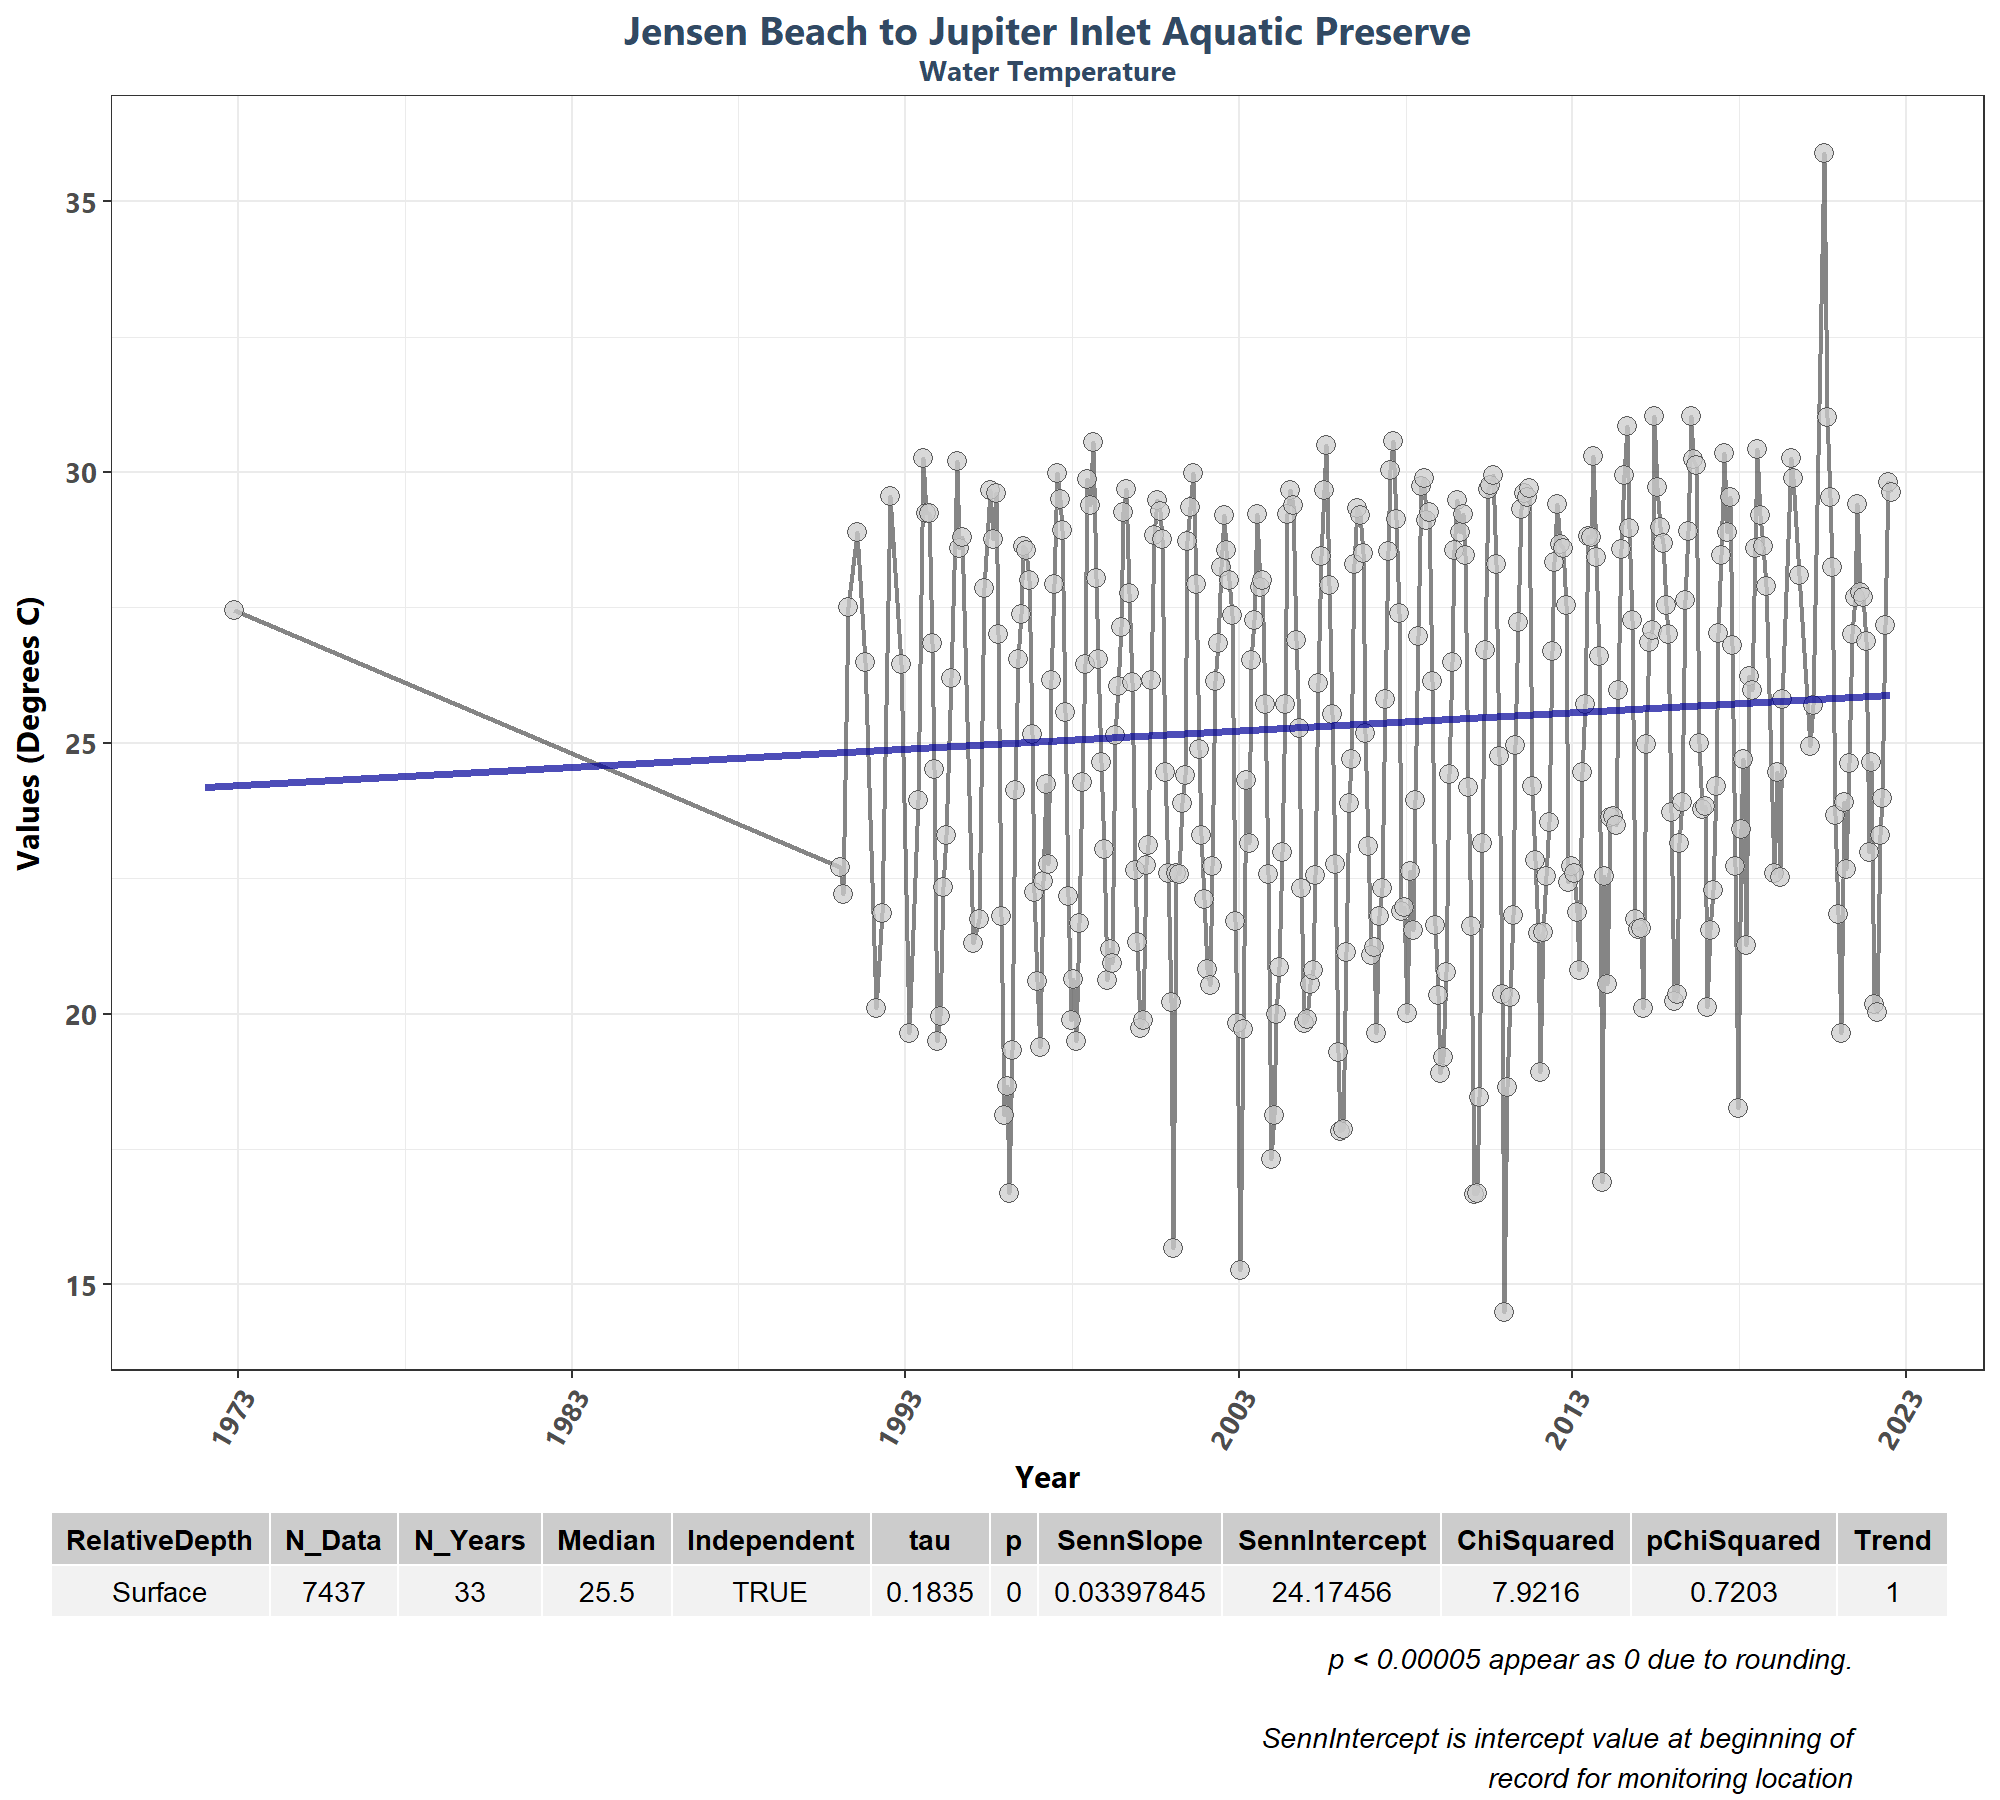 Jensen Beach to Jupiter Inlet Aquatic Preserve
Water Temperature
Values (Degrees C)
35
30
25
20
15
1973
1983
1993
2003
2013
2023
Year
RelativeDepth N_Data N_Years Median Independent tau p SennSlope SennIntercept ChiSquared pChiSquared Trend
Surface 7437 33 25.5 TRUE 0.1835 0 0.03397845 24.17456 7.9216 0.7203 1
p < 0.00005 appear as 0 due to rounding.
SennIntercept is intercept value at beginning of
record for monitoring location